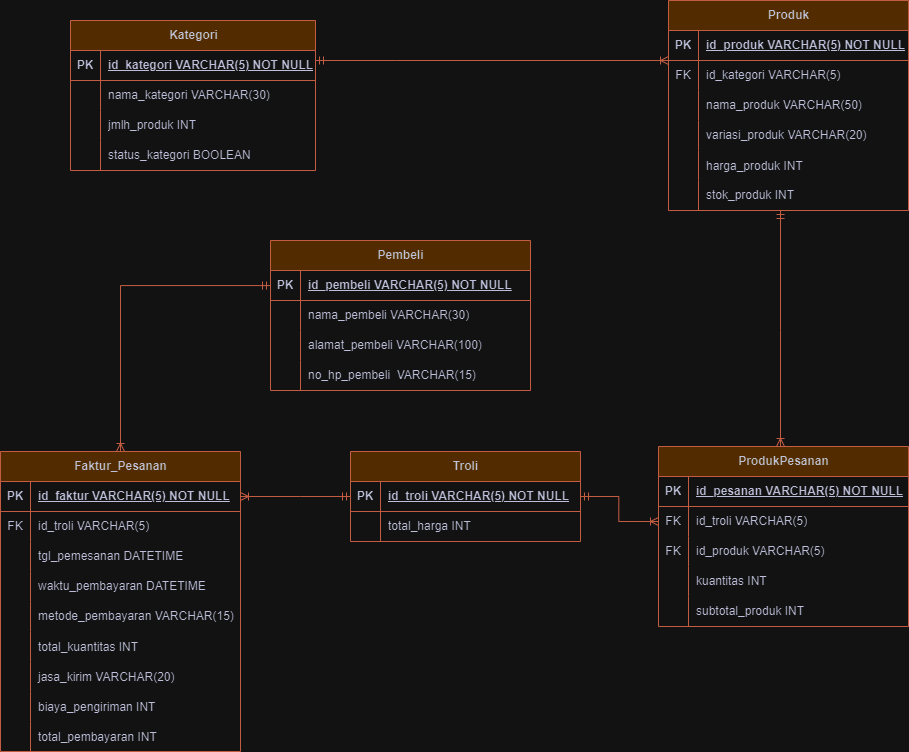 Kategori
PK id_kategori VARCHAR(5) NOT NULL
nama_kategori VARCHAR(30)
jmlh_produk INT
status_kategori BOOLEAN
Produk
PK id_produk VARCHAR(5) NOT NULL
FK id_kategori VARCHAR(5)
nama_produk VARCHAR(50)
variasi_produk VARCHAR(20)
harga_produk INT
stok_produk INT
Pembeli
PK id_pembeli VARCHAR(5) NOT NULL
nama_pembeli VARCHAR(30)
alamat_pembeli VARCHAR(100)
no_hp_pembeli VARCHAR(15)
Faktur_Pesanan
PK id_faktur VARCHAR(5) NOT NULL
FK id_troli VARCHAR(5)
tgl_pemesanan DATETIME
waktu_pembayaran DATETIME
metode_pembayaran VARCHAR(15)
total_kuantitas INT
jasa_kirim VARCHAR(20)
biaya_pengiriman INT
total_pembayaran INT
Troli
PK id_troli VARCHAR(5) NOT NULL
total_harga INT
ProdukPesanan
PK id_pesanan VARCHAR(5) NOT NULL
FK id_troli VARCHAR(5)
FK id_produk VARCHAR(5)
kuantitas INT
subtotal_produk INT